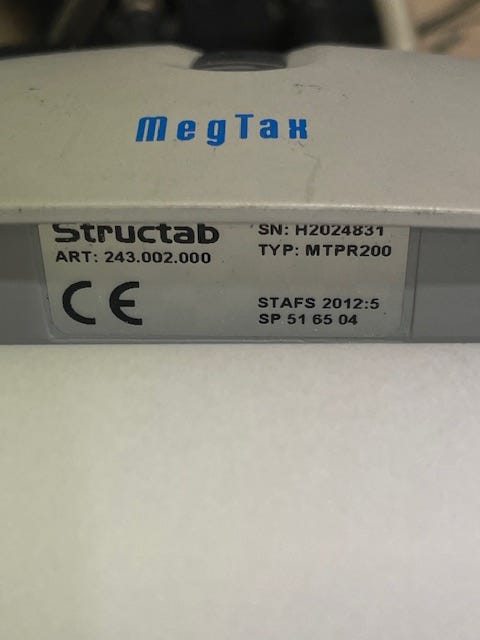 MegTax
Structab
ART: 243.002.000
SN: H2024831
TYP: MTPR200
CE
STAFS 2012:5
SP 51 65 04